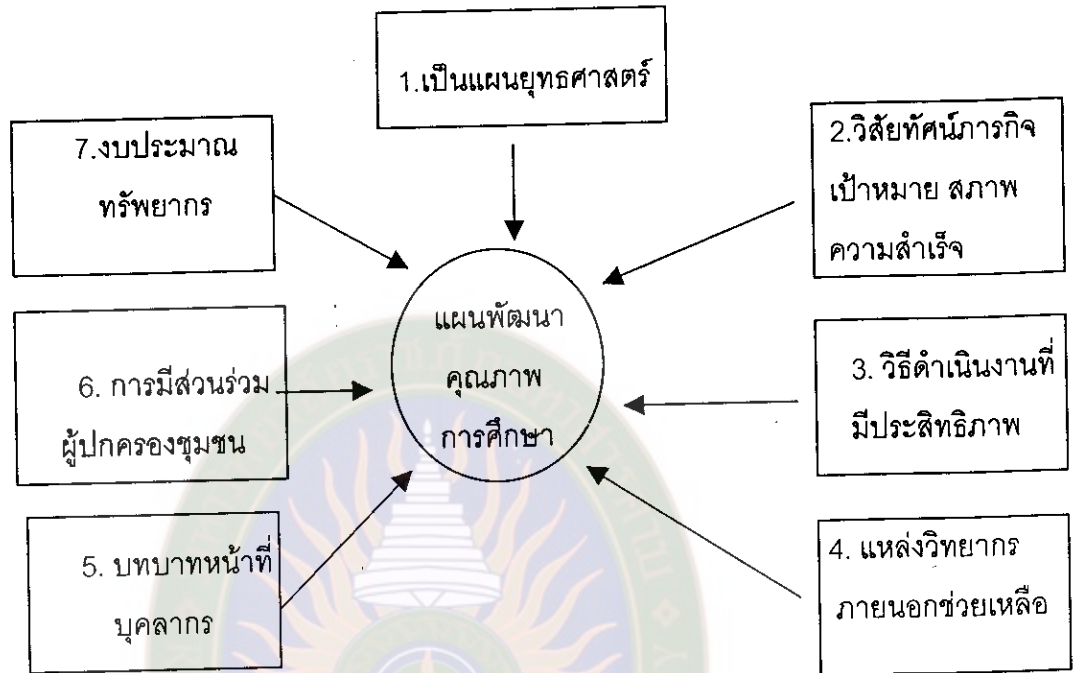 1.เป็นแผนยุทธศาสตร์
2.วิสัยทัศน์ภารกิจ
เป้าหมาย สภาพ
ความสำเร็จ
3. วิธีดำเนินงานที่
มีประสิทธิภาพ
4. แหล่งวิทยากร
ภายนอกช่วยเหลือ
5. บทบาทหน้าที่
บุคลากร
6. การมีส่วนร่วม
ผู้ปกครองชุมชน
7.งบประมาณ
ทรัพยากร
แผนพัฒนา
คุณภาพ
การศึกษา